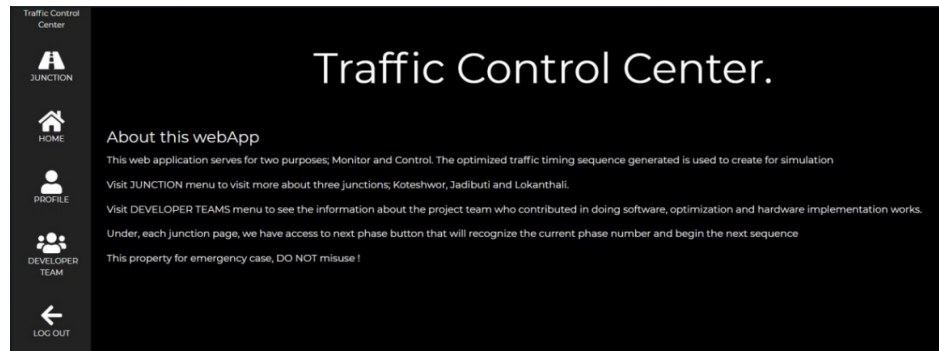 Traffic Control
Center
JUNCTION
HOME
PROFILE
DEVELOPER
TEAM
LOG OUT
Traffic Control Center.
About this webApp
This web application serves for two purposes; Monitor and Control. The optimized traffic timing sequence generated is used to create for simulation
Visit JUNCTION menu to visit more about three junctions; Koteshwor, Jadibuti and Lokanthali.
Visit DEVELOPER TEAMS menu to see the information about the project team who contributed in doing software, optimization and hardware implementation works.
Under, each junction page, we have access to next phase button that will recognize the current phase number and begin the next sequence
This property for emergency case, DO NOT misuse !